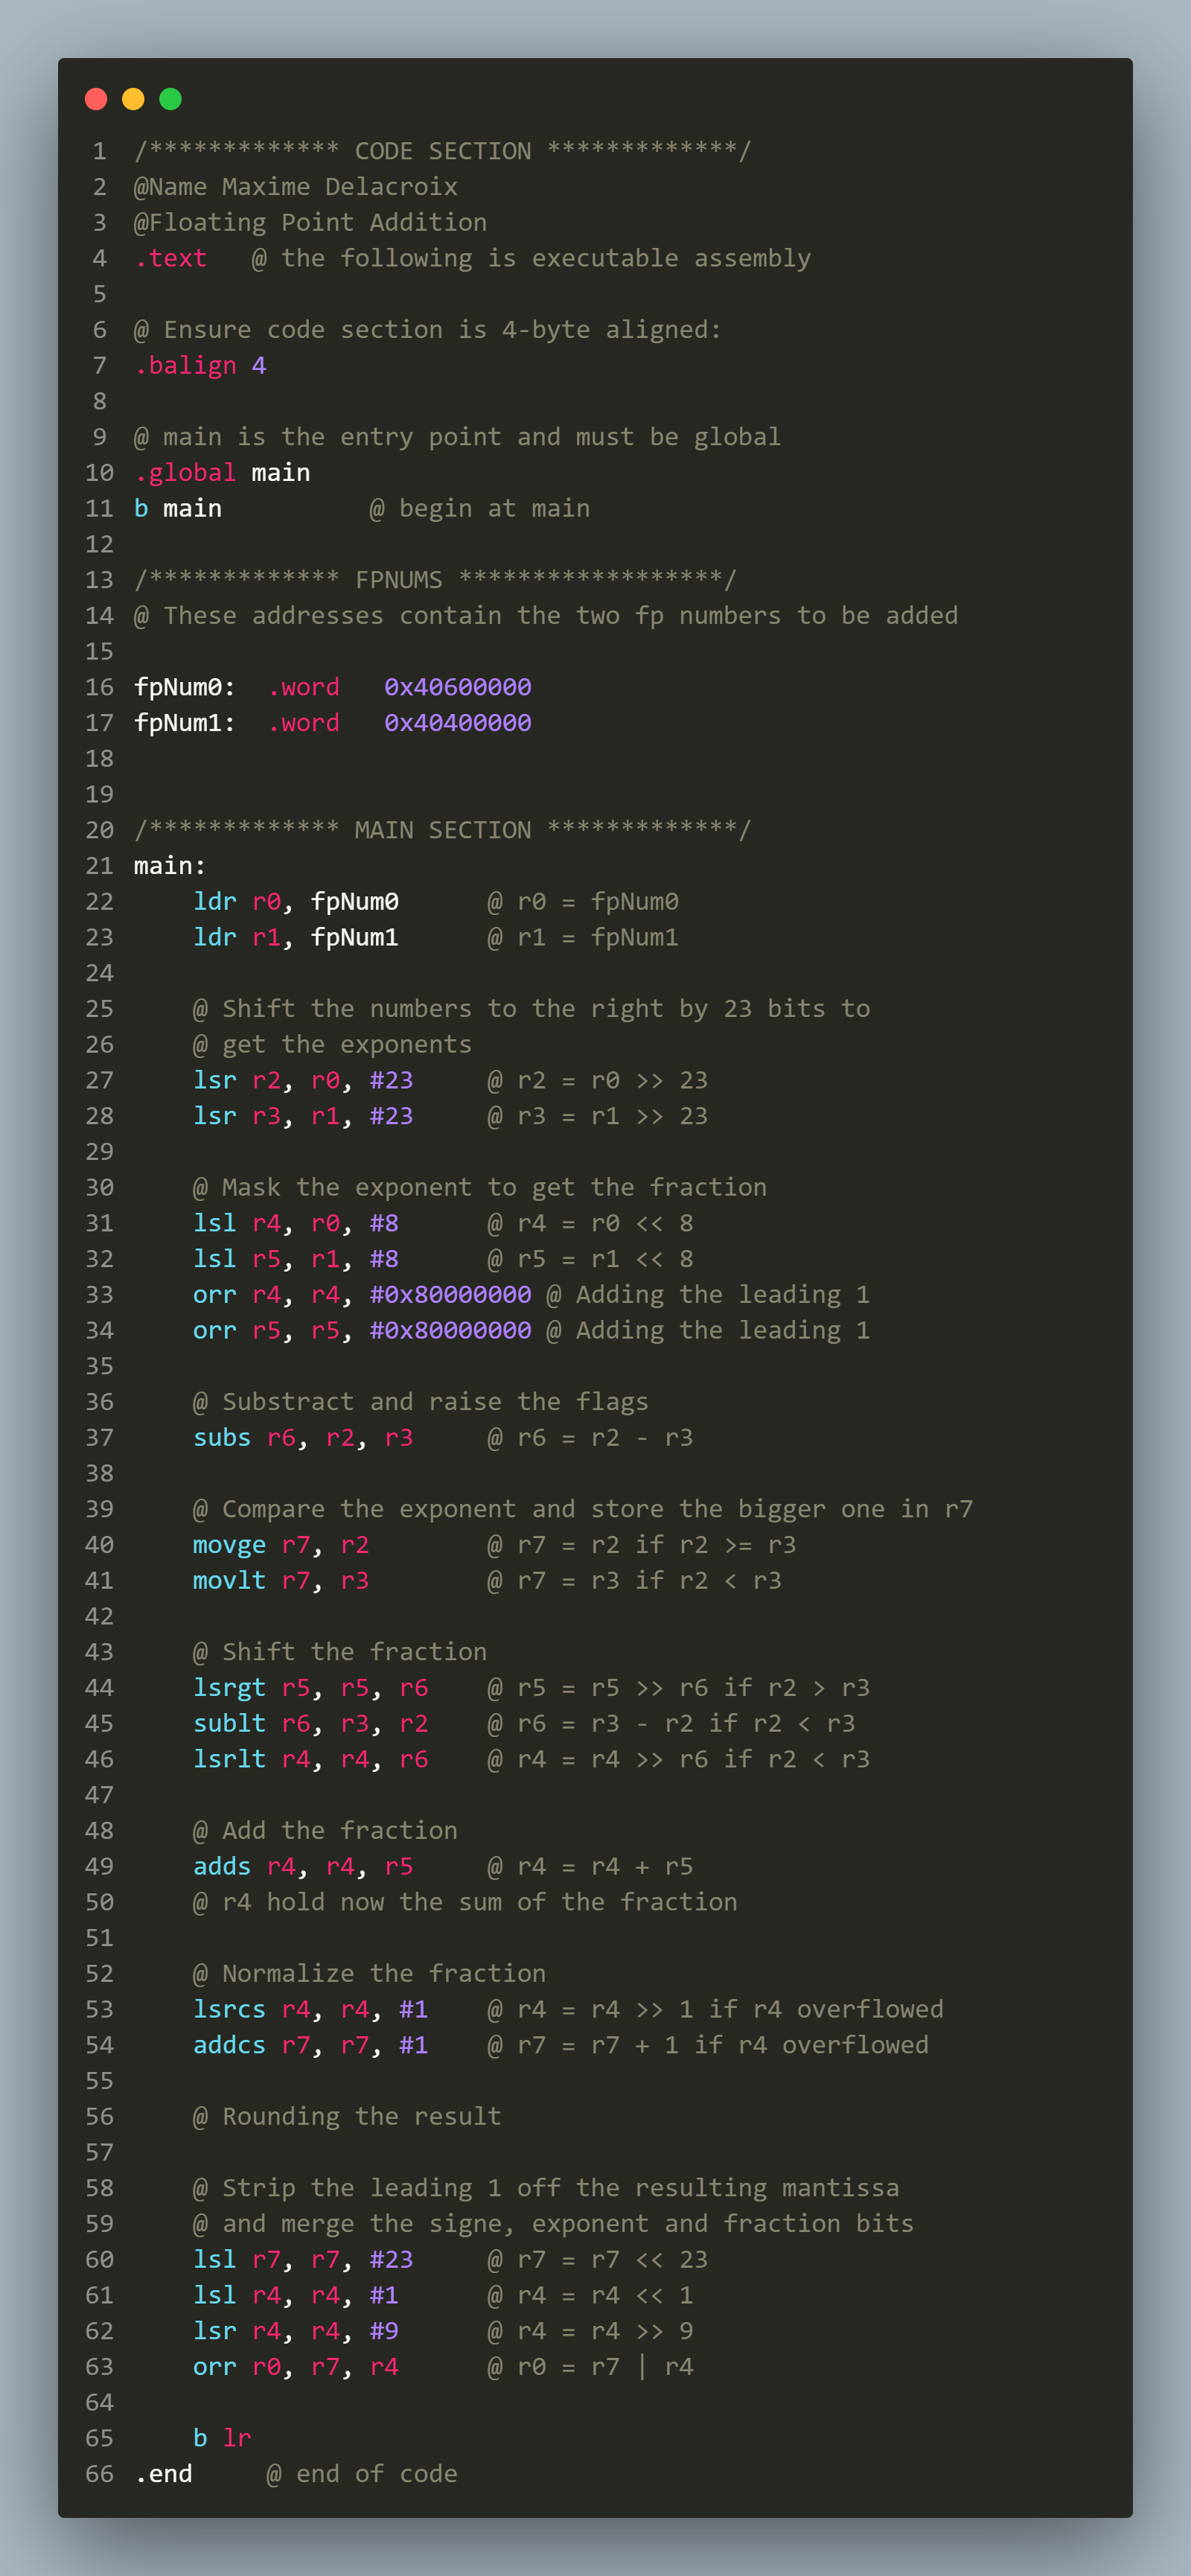 1 /************* CODE SECTION *************/
2 @Name Maxime Delacroix
3 @Floating Point Addition
4 .text   @ the following is executable assembly
5
6 @ Ensure code section is 4-byte aligned:
7 .balign 4
8
9 @ main is the entry point and must be global
10 .global main
11 b main          @ begin at main
12
13 /************* FPNUMS ******************/
14 @ These addresses contain the two fp numbers to be added
15
16 fpNum0:  .word   0x40600000
17 fpNum1:  .word   0x40400000
18
19
20 /************* MAIN SECTION *************/
21 main:
22     ldr r0, fpNum0      @ r0 = fpNum0
23     ldr r1, fpNum1      @ r1 = fpNum1
24
25     @ Shift the numbers to the right by 23 bits to
26     @ get the exponents
27     lsr r2, r0, #23     @ r2 = r0 >> 23
28     lsr r3, r1, #23     @ r3 = r1 >> 23
29
30     @ Mask the exponent to get the fraction
31     lsl r4, r0, #8      @ r4 = r0 << 8
32     lsl r5, r1, #8      @ r5 = r1 << 8
33     orr r4, r4, #0x80000000 @ Adding the leading 1
34     orr r5, r5, #0x80000000 @ Adding the leading 1
35
36     @ Substract and raise the flags
37     subs r6, r2, r3     @ r6 = r2 - r3
38
39     @ Compare the exponent and store the bigger one in r7
40     movge r7, r2        @ r7 = r2 if r2 >= r3
41     movlt r7, r3        @ r7 = r3 if r2 < r3
42
43     @ Shift the fraction
44     lsrgt r5, r5, r6    @ r5 = r5 >> r6 if r2 > r3
45     sublt r6, r3, r2    @ r6 = r3 - r2 if r2 < r3
46     lsrlt r4, r4, r6    @ r4 = r4 >> r6 if r2 < r3
47
48     @ Add the fraction
49     adds r4, r4, r5     @ r4 = r4 + r5
50     @ r4 hold now the sum of the fraction
51
52     @ Normalize the fraction
53     lsrcs r4, r4, #1    @ r4 = r4 >> 1 if r4 overflowed
54     addcs r7, r7, #1    @ r7 = r7 + 1 if r4 overflowed
55
56     @ Rounding the result
57
58     @ Strip the leading 1 off the resulting mantissa
59     @ and merge the signe, exponent and fraction bits
60     lsl r7, r7, #23     @ r7 = r7 << 23
61     lsl r4, r4, #1      @ r4 = r4 << 1
62     lsr r4, r4, #9      @ r4 = r4 >> 9
63     orr r0, r7, r4      @ r0 = r7 | r4
64
65     b lr
66 .end     @ end of code